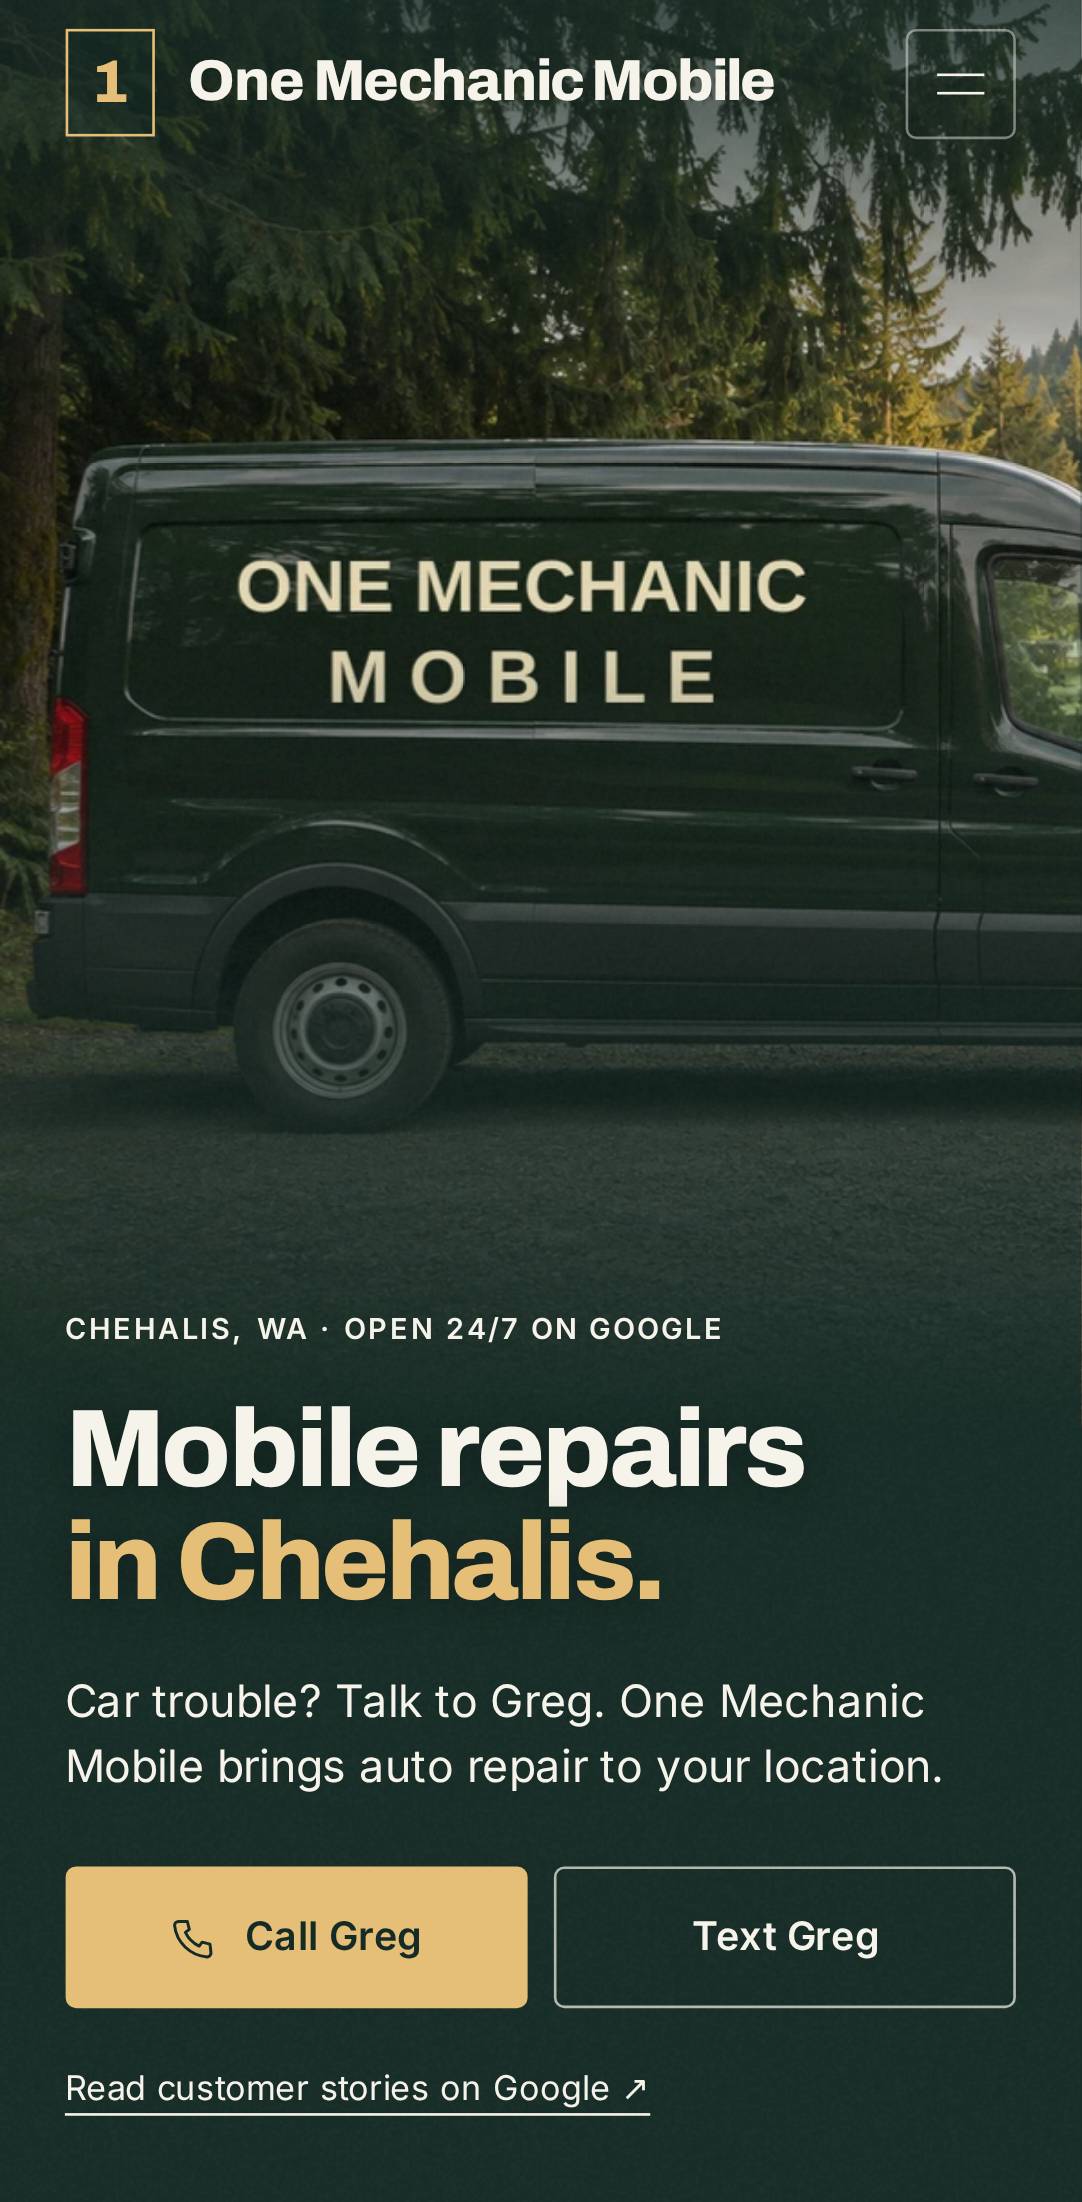 1 One Mechanic Mobile
ONE MECHANIC
MOBILE
CHEHALIS, WA · OPEN 24/7 ON GOOGLE
Mobile repairs
in Chehalis.
Car trouble? Talk to Greg. One Mechanic
Mobile brings auto repair to your location.
Call Greg
Text Greg
Read customer stories on Google ↗